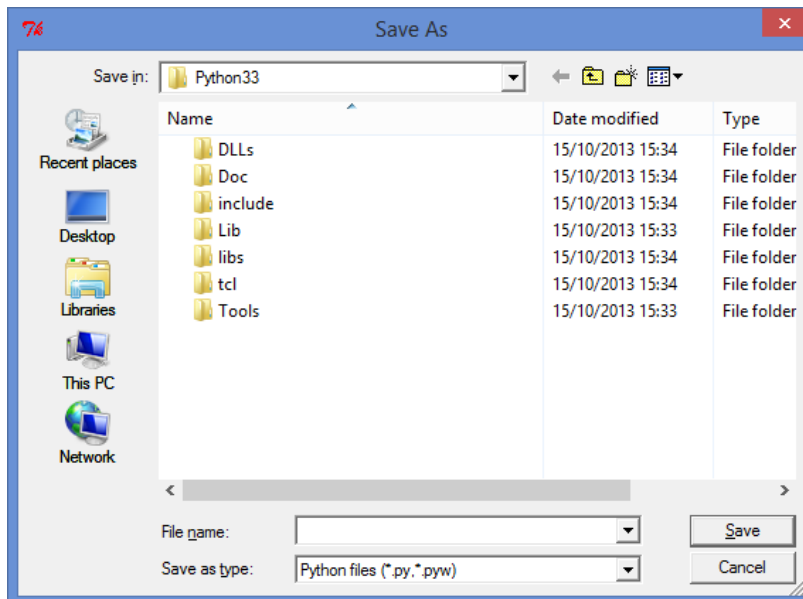 Tk Save As
Save in: Python33
Name Date modified Type
Recent places
DLLs 15/10/2013 15:34 File folder
Doc 15/10/2013 15:34 File folder
include 15/10/2013 15:34 File folder
Desktop
Lib 15/10/2013 15:33 File folder
libs 15/10/2013 15:34 File folder
Libraries
tcl 15/10/2013 15:34 File folder
Tools 15/10/2013 15:33 File folder
This PC
Network
File name: Save
Save as type: Python files (*.py,*.pyw) Cancel